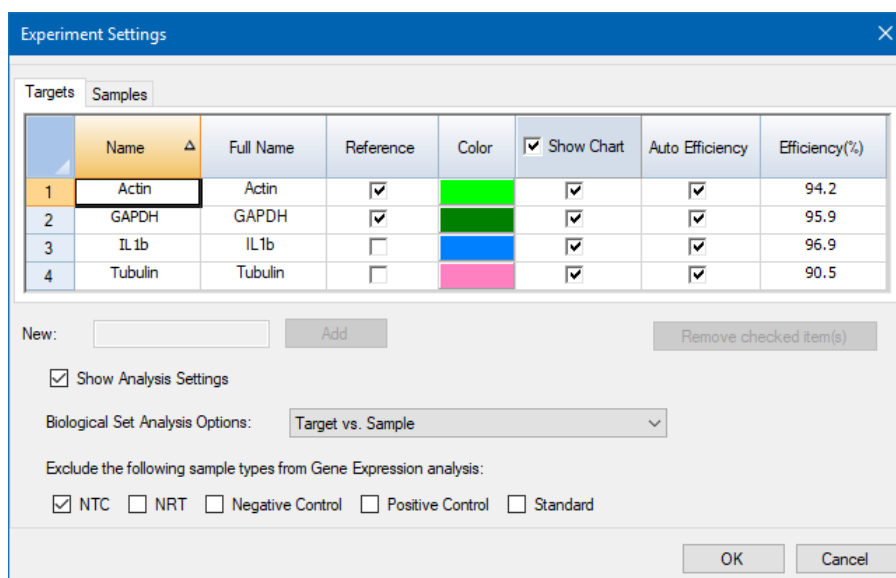 Experiment Settings
Targets Samples
Name Full Name Reference Color Show Chart Auto Efficiency Efficiency(%)
1 Actin Actin 94.2
2 GAPDH GAPDH 95.9
3 IL1b IL1b 96.9
4 Tubulin Tubulin 90.5
New: Add Remove checked item(s)
Show Analysis Settings
Biological Set Analysis Options: Target vs. Sample
Exclude the following sample types from Gene Expression analysis:
NTC NRT Negative Control Positive Control Standard
OK Cancel